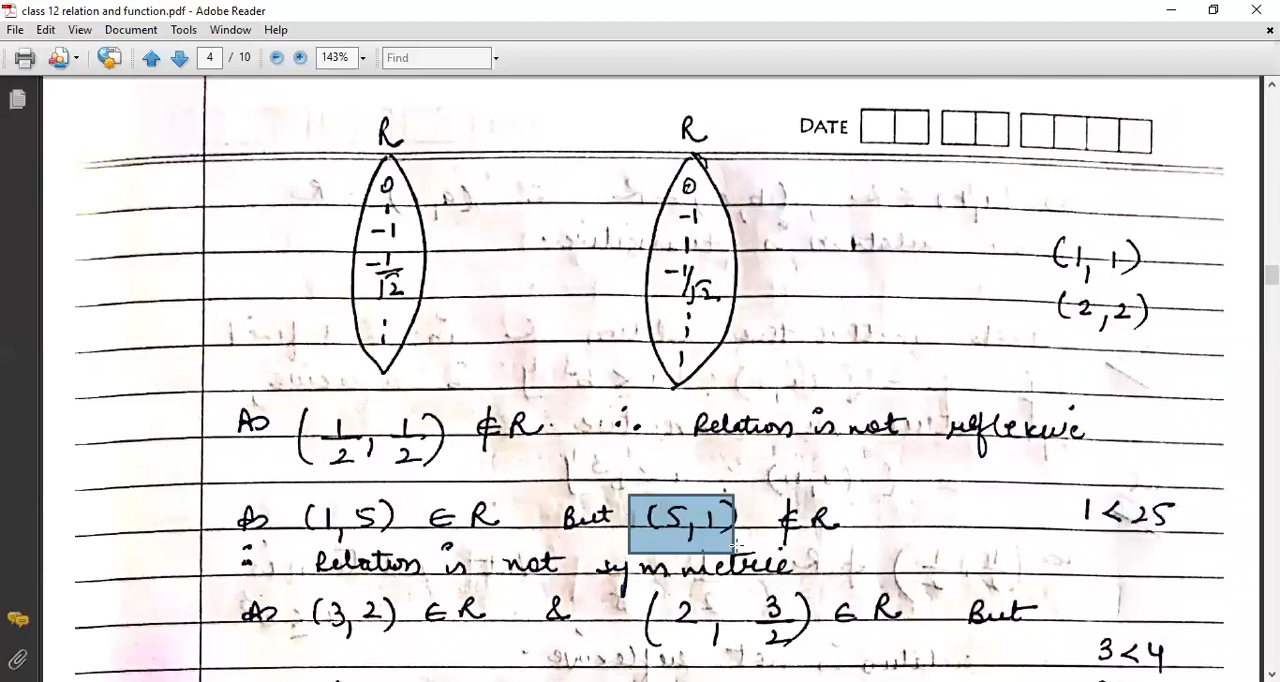 class 12 relation and function.pdf - Adobe Reader
File Edit View Document Tools Window Help
4 / 10 143% Find
R R DATE
0 0
-1 -1
1
-1/√2 -1/√2
(1, 1)
(2, 2)
As (1/2, 1/2) ∉ R ∴ Relation is not reflexive
As (1, 5) ∈ R But (5, 1) ∉ R 1 < 25
∴ Relation is not symmetric
As (3, 2) ∈ R & (2, 3/2) ∈ R But
3 < 4